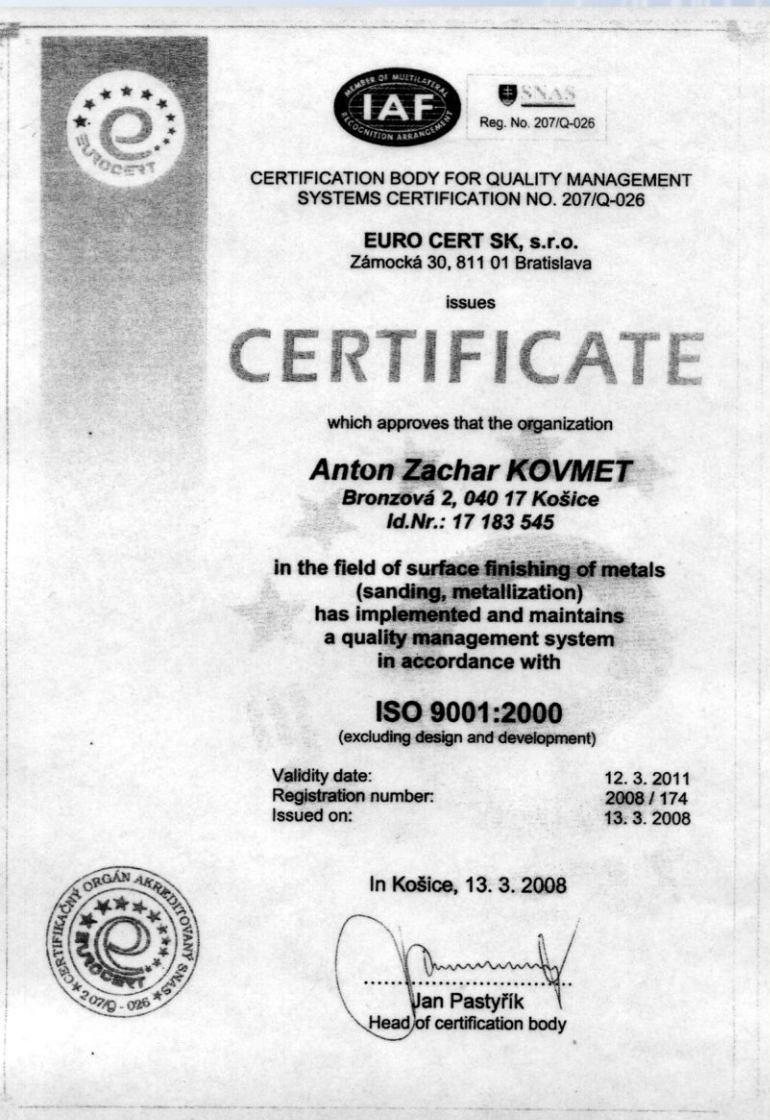 EUROCERT
MEMBER OF MULTILATERAL
IAF
RECOGNITION ARRANGEMENT
SNAS
Reg. No. 207/Q-026
CERTIFICATION BODY FOR QUALITY MANAGEMENT
SYSTEMS CERTIFICATION NO. 207/Q-026
EURO CERT SK, s.r.o.
Zámocká 30, 811 01 Bratislava
issues
CERTIFICATE
which approves that the organization
Anton Zachar KOVMET
Bronzová 2, 040 17 Košice
Id.Nr.: 17 183 545
in the field of surface finishing of metals
(sanding, metallization)
has implemented and maintains
a quality management system
in accordance with
ISO 9001:2000
(excluding design and development)
Validity date: 12. 3. 2011
Registration number: 2008 / 174
Issued on: 13. 3. 2008
In Košice, 13. 3. 2008
Jan Pastyřík
Head of certification body
CERTIFIKAČNÝ ORGÁN AKREDITOVANÝ SNAS
EUROCERT
207/Q - 026